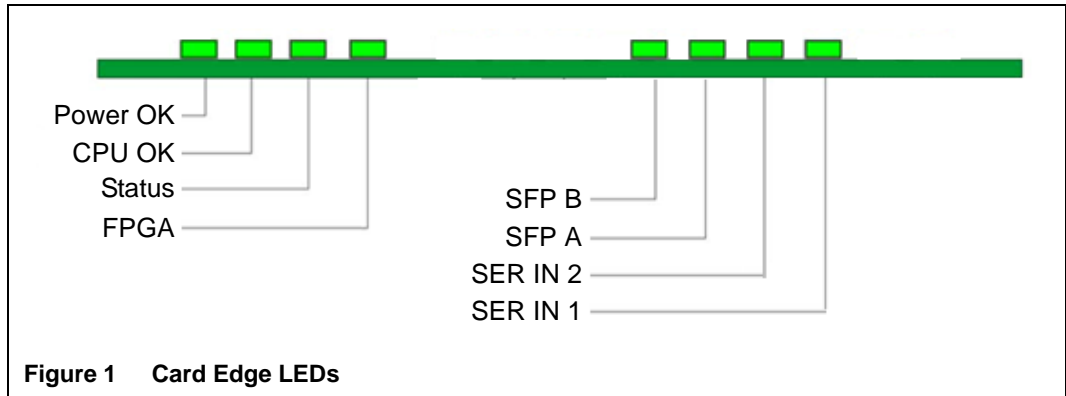 Power OK
CPU OK
Status
FPGA
SFP B
SFP A
SER IN 2
SER IN 1
Figure 1 Card Edge LEDs